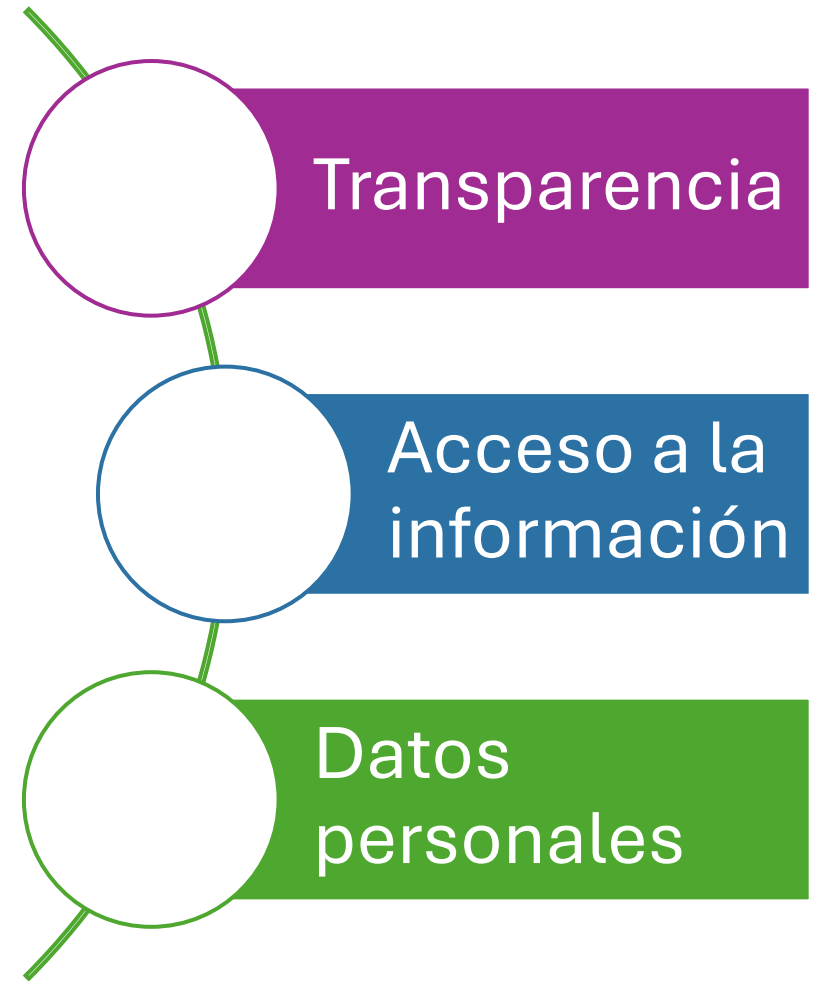 Transparencia
Acceso a la
información
Datos
personales